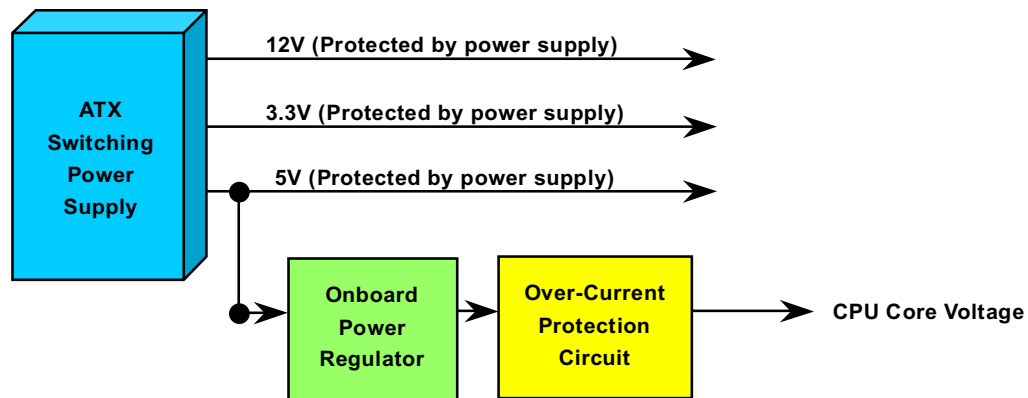 12V (Protected by power supply)
3.3V (Protected by power supply)
5V (Protected by power supply)
ATX
Switching
Power
Supply
Onboard
Power
Regulator
Over-Current
Protection
Circuit
CPU Core Voltage